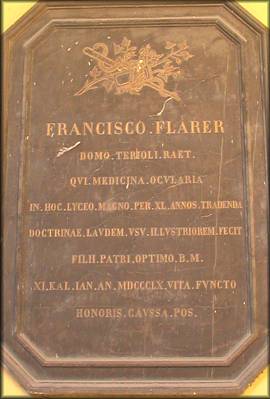 FRANCISCO.FLARER
DOMO.TERIOLI.RAET.
QVI.MEDICINA.OCVLARIA
IN.HOC.LYCEO.MAGNO.PER.XL.ANNOS.TRADENDA
DOCTRINAE.LAVDEM.VSV.ILLVSTRIOREM.FECIT
FILII.PATRI.OPTIMO.B.M.
XI.KAL.IAN.AN.MDCCCLX.VITA.FVNCTO
HONORIS.CAVSSA.POS.